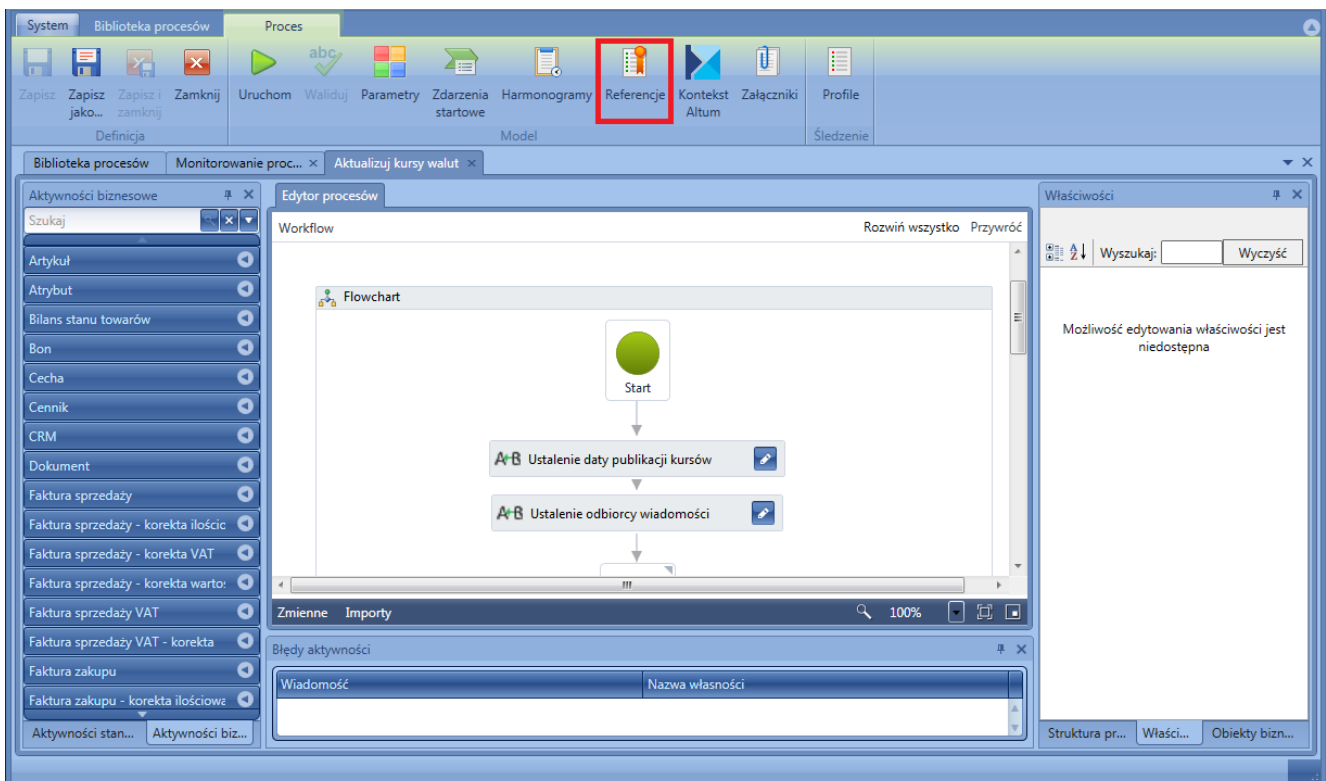 System Biblioteka procesów Proces
Zapisz Zapisz jako... Zapisz i zamknij Zamknij Uruchom Waliduj Parametry Zdarzenia startowe Harmonogramy Referencje Kontekst Altum Załączniki Profile
abc
Definicja Model Śledzenie
Biblioteka procesów Monitorowanie proc... × Aktualizuj kursy walut ×
Aktywności biznesowe
Szukaj
Artykuł
Atrybut
Bilans stanu towarów
Bon
Cecha
Cennik
CRM
Dokument
Faktura sprzedaży
Faktura sprzedaży - korekta ilośc
Faktura sprzedaży - korekta VAT
Faktura sprzedaży - korekta warto
Faktura sprzedaży VAT
Faktura sprzedaży VAT - korekta
Faktura zakupu
Faktura zakupu - korekta ilościowa
Aktywności stan... Aktywności biz...
Edytor procesów
Workflow Rozwiń wszystko Przywróć
Flowchart
Start
A+B Ustalenie daty publikacji kursów
A+B Ustalenie odbiorcy wiadomości
Zmienne Importy 100%
Błędy aktywności
Wiadomość Nazwa własności
Właściwości
Wyszukaj: Wyczyść
Możliwość edytowania właściwości jest
niedostępna
Struktura pr... Właści... Obiekty bizn...